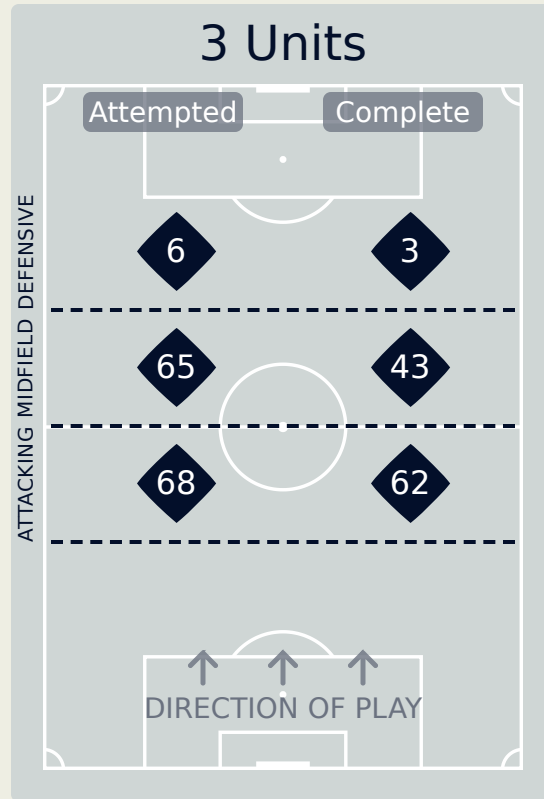 3 Units
Attempted Complete
6 3
65 43
68 62
ATTACKING MIDFIELD DEFENSIVE
DIRECTION OF PLAY